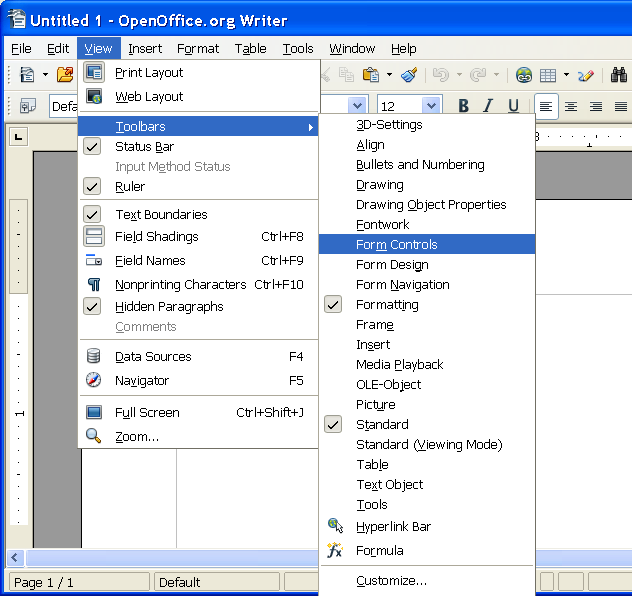 Untitled 1 - OpenOffice.org Writer
File Edit View Insert Format Table Tools Window Help
Print Layout
Web Layout
Toolbars
Status Bar
Input Method Status
Ruler
Text Boundaries
Field Shadings Ctrl+F8
Field Names Ctrl+F9
Nonprinting Characters Ctrl+F10
Hidden Paragraphs
Comments
Data Sources F4
Navigator F5
Full Screen Ctrl+Shift+J
Zoom...
Defa
12
B I U
3D-Settings
Align
Bullets and Numbering
Drawing
Drawing Object Properties
Fontwork
Form Controls
Form Design
Form Navigation
Formatting
Frame
Insert
Media Playback
OLE-Object
Picture
Standard
Standard (Viewing Mode)
Table
Text Object
Tools
Hyperlink Bar
Formula
Customize...
1
Page 1 / 1 Default